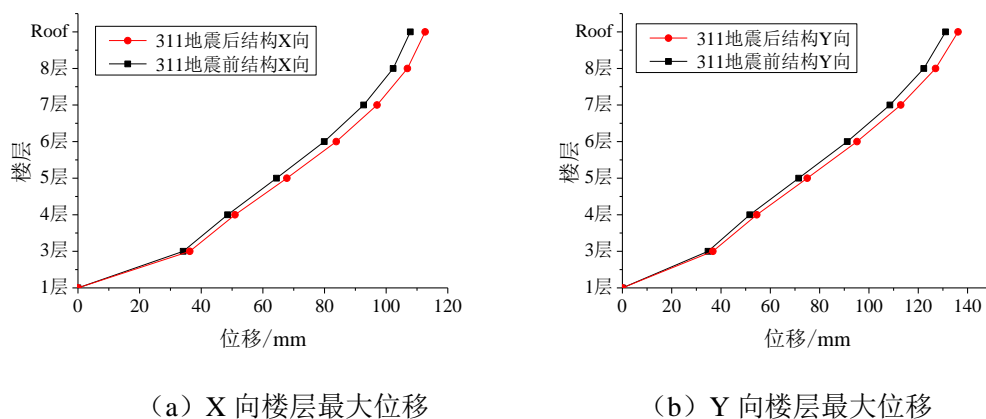 Roof
8层
7层
6层
5层
4层
3层
1层
楼层
311地震后结构X向
311地震前结构X向
0 20 40 60 80 100 120
位移/mm
(a)X 向楼层最大位移
Roof
8层
7层
6层
5层
4层
3层
1层
楼层
311地震后结构Y向
311地震前结构Y向
0 20 40 60 80 100 120 140
位移/mm
(b)Y 向楼层最大位移